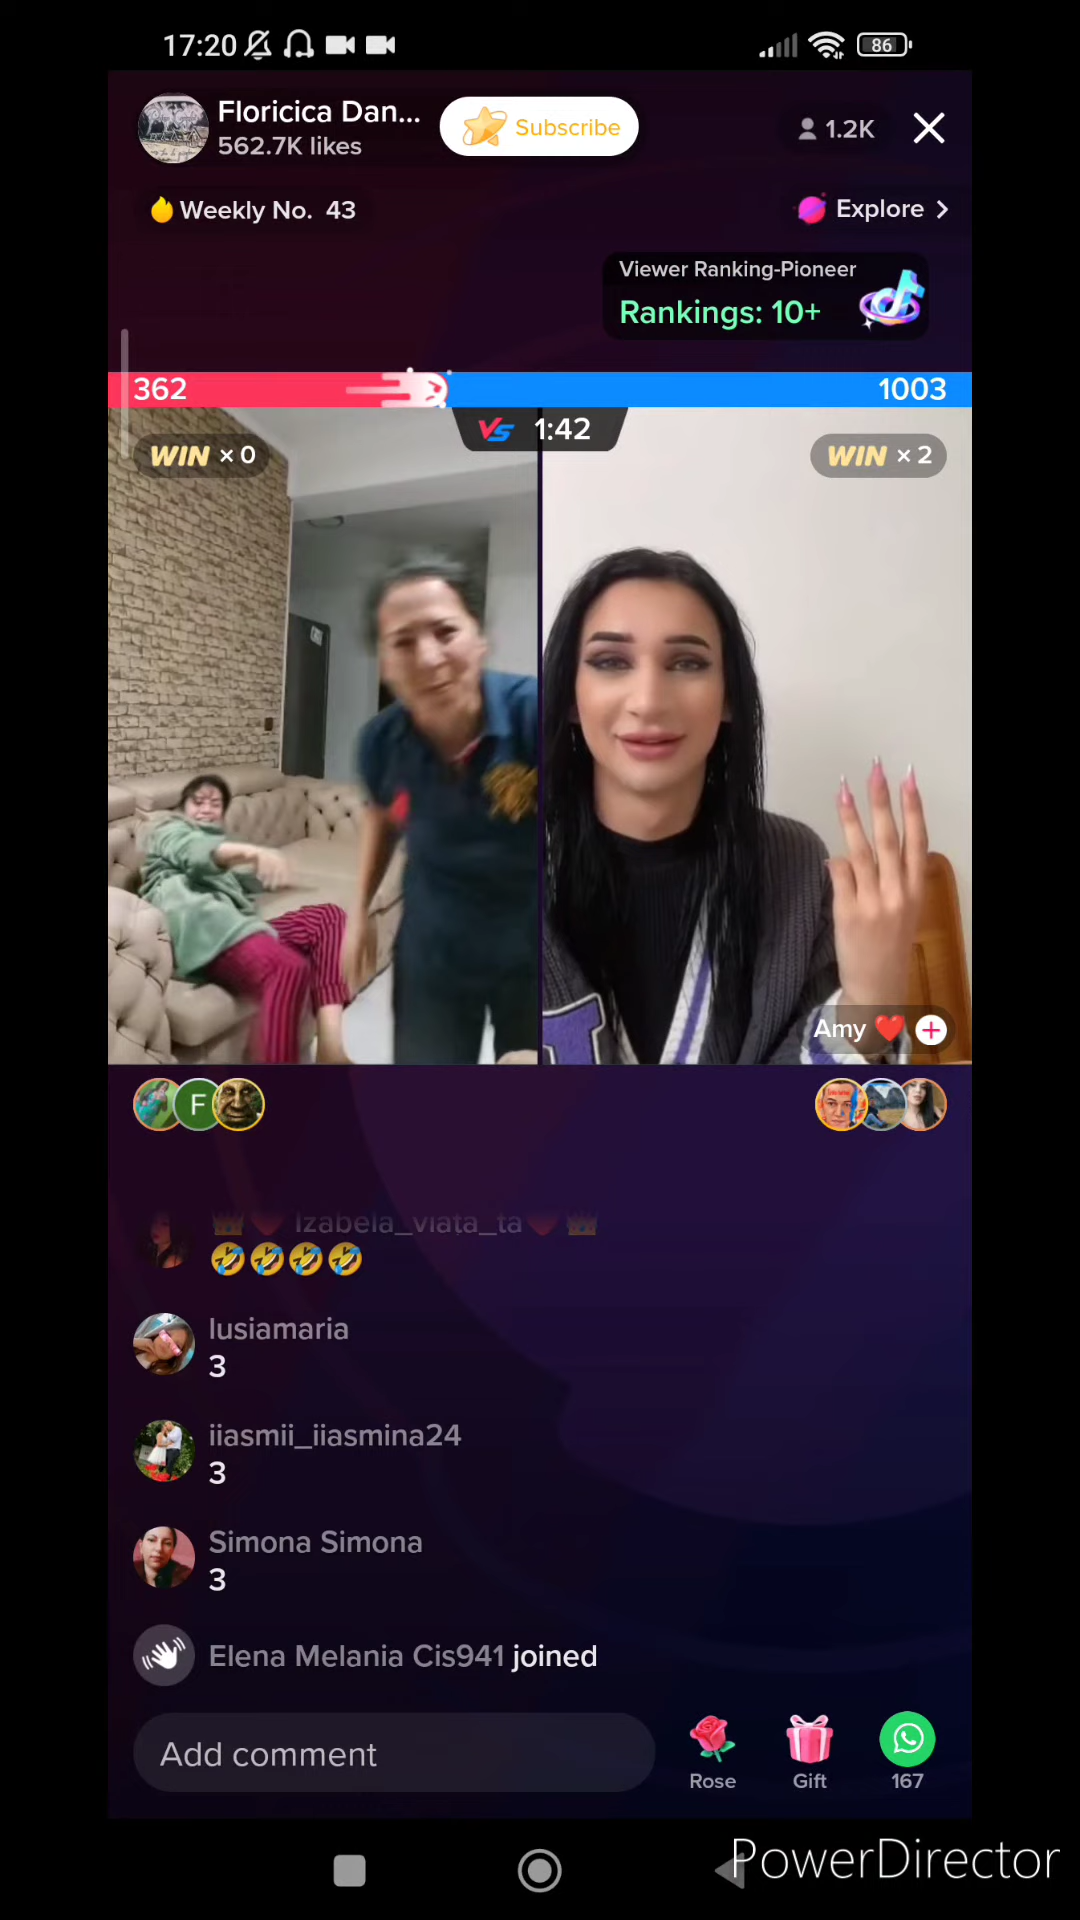 17:20
86
Floricica Dan...
562.7K likes
Subscribe
1.2K
Weekly No. 43
Explore
Viewer Ranking-Pioneer
Rankings: 10+
362
1003
VS 1:42
WIN × 0
WIN × 2
Amy ❤️
F
👑❤️ Izabela_viața_ta❤️👑
🤣🤣🤣🤣
lusiamaria
3
iiasmii_iiasmina24
3
Simona Simona
3
Elena Melania Cis941 joined
Add comment
Rose
Gift
167
PowerDirector